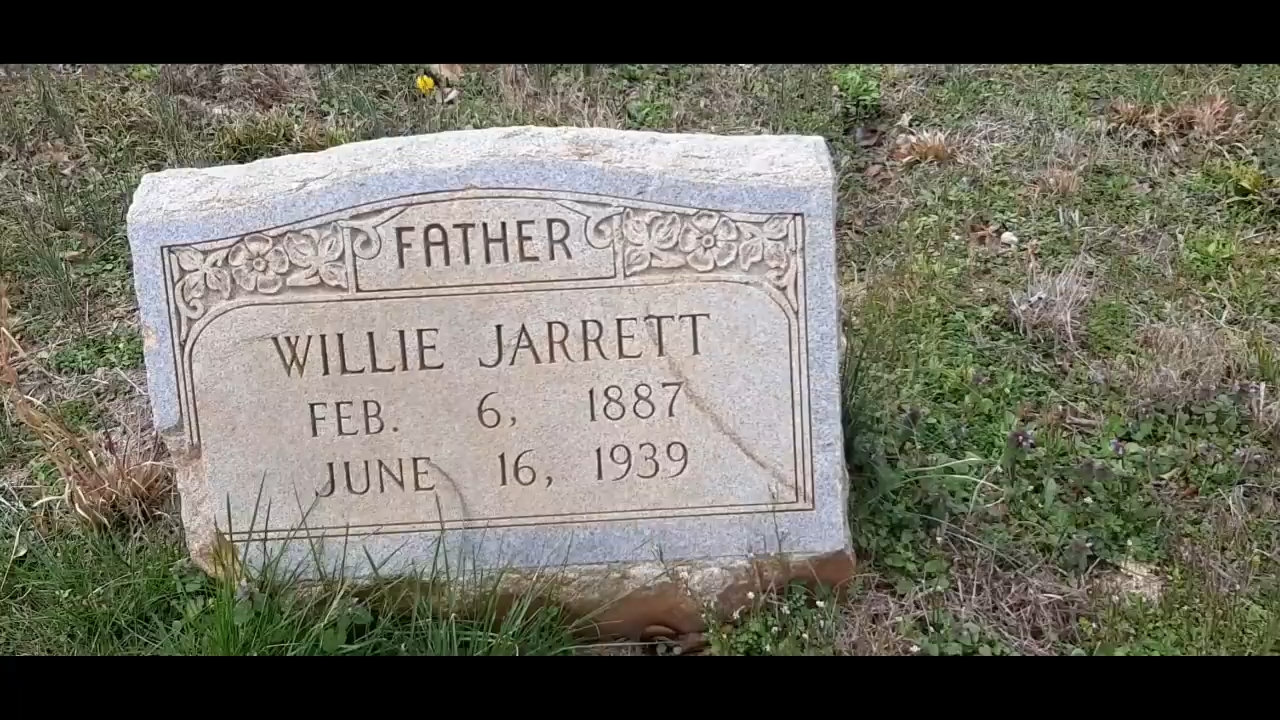 FATHER
WILLIE JARRETT
FEB. 6, 1887
JUNE 16, 1939